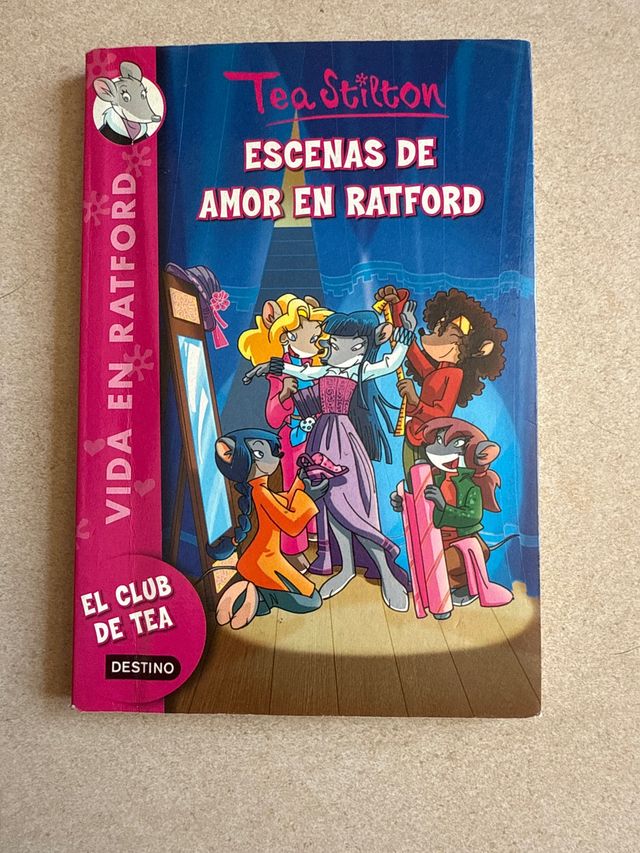 Tea Stilton
ESCENAS DE
AMOR EN RATFORD
VIDA EN RATFORD
EL CLUB
DE TEA
DESTINO